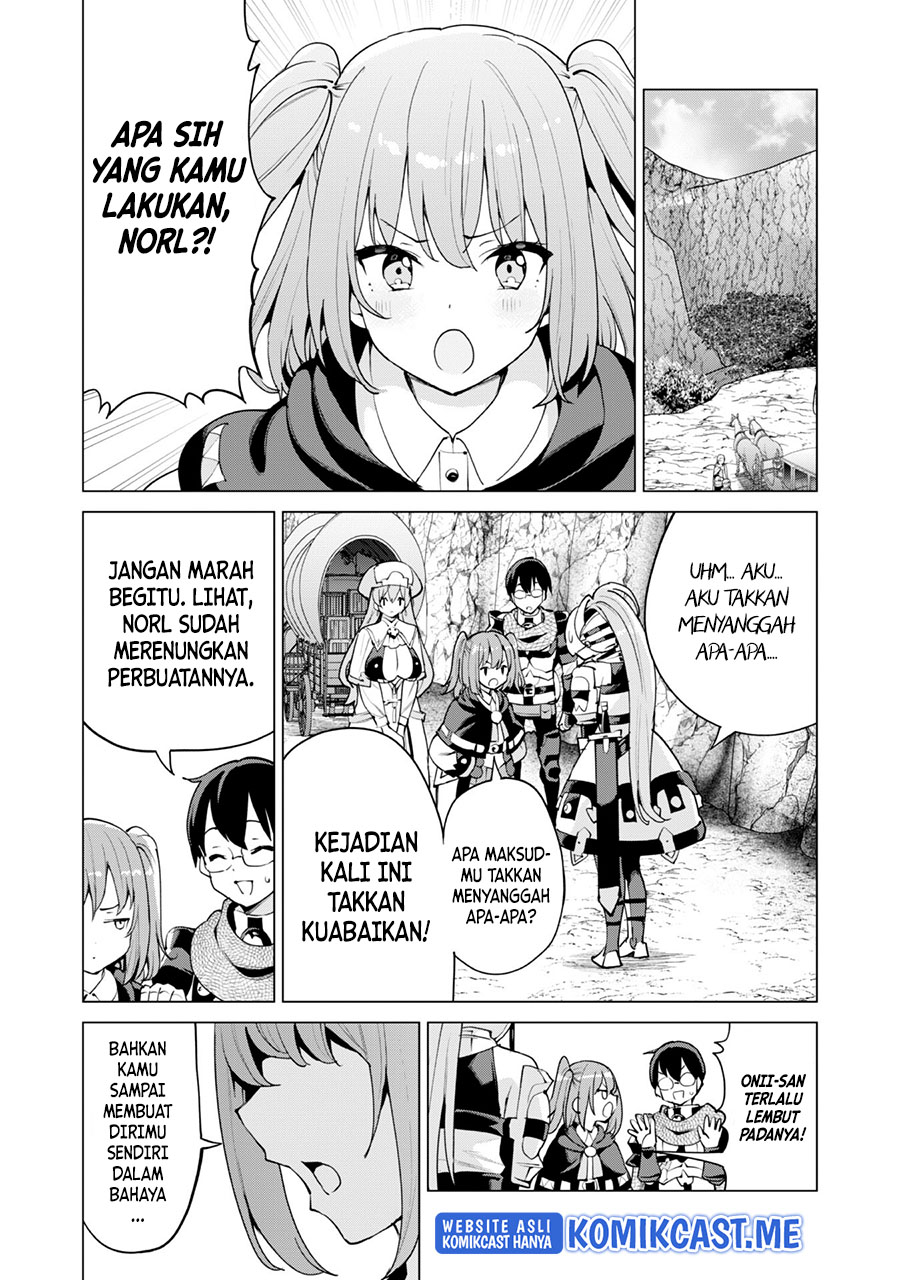 APA SIH
YANG KAMU
LAKUKAN,
NORL?!
UHM... AKU...
AKU TAKKAN
MENYANGGAH
APA-APA....
APA MAKSUD-
MU TAKKAN
MENYANGGAH
APA-APA?
KEJADIAN
KALI INI
TAKKAN
KUABAIKAN!
JANGAN MARAH
BEGITU. LIHAT,
NORL SUDAH
MERENUNGKAN
PERBUATANNYA.
ONII-SAN
TERLALU
LEMBUT
PADANYA!
BAHKAN
KAMU
SAMPAI
MEMBUAT
DIRIMU
SENDIRI
DALAM
BAHAYA
...
WEBSITE ASLI
KOMIKCAST HANYA
KOMIKCAST.ME